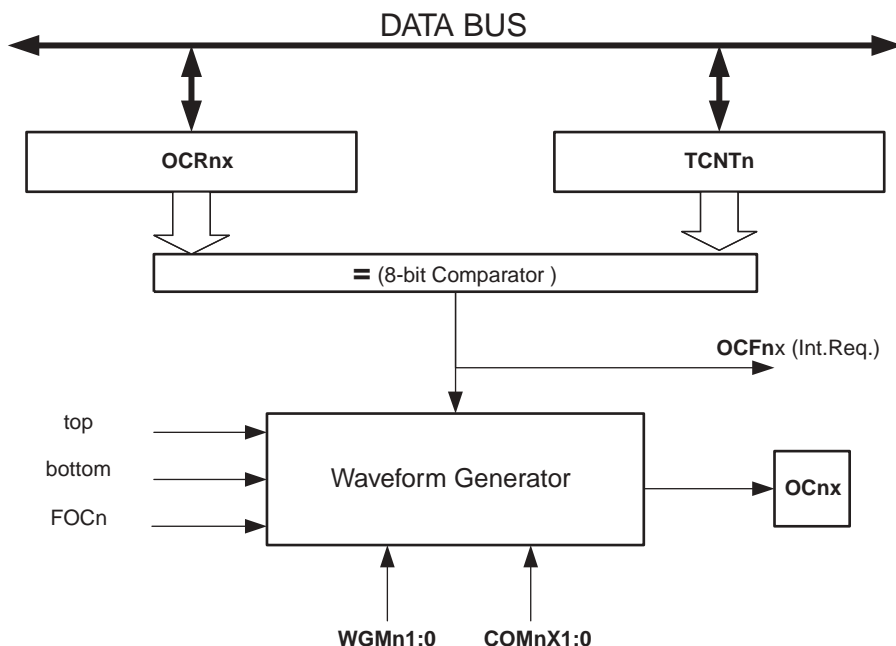 DATA BUS
OCRnx
TCNTn
= (8-bit Comparator )
OCFnx (Int.Req.)
top
bottom
FOCn
Waveform Generator
OCnx
WGMn1:0
COMnX1:0